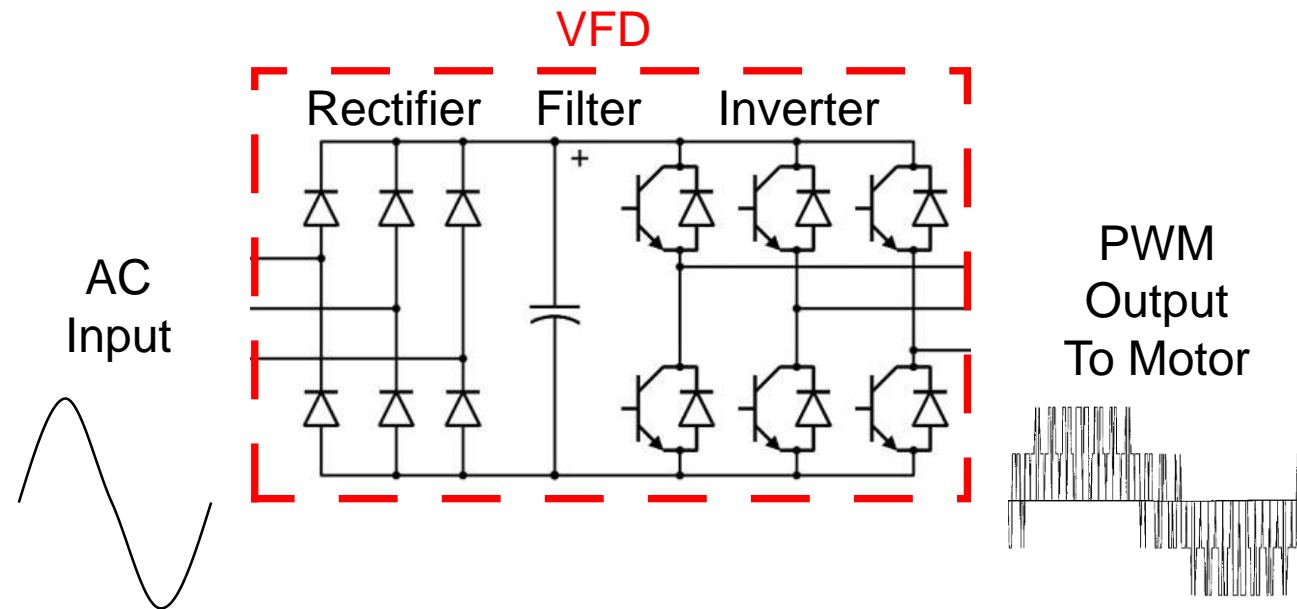 VFD
Rectifier Filter Inverter
+
AC
Input
PWM
Output
To Motor